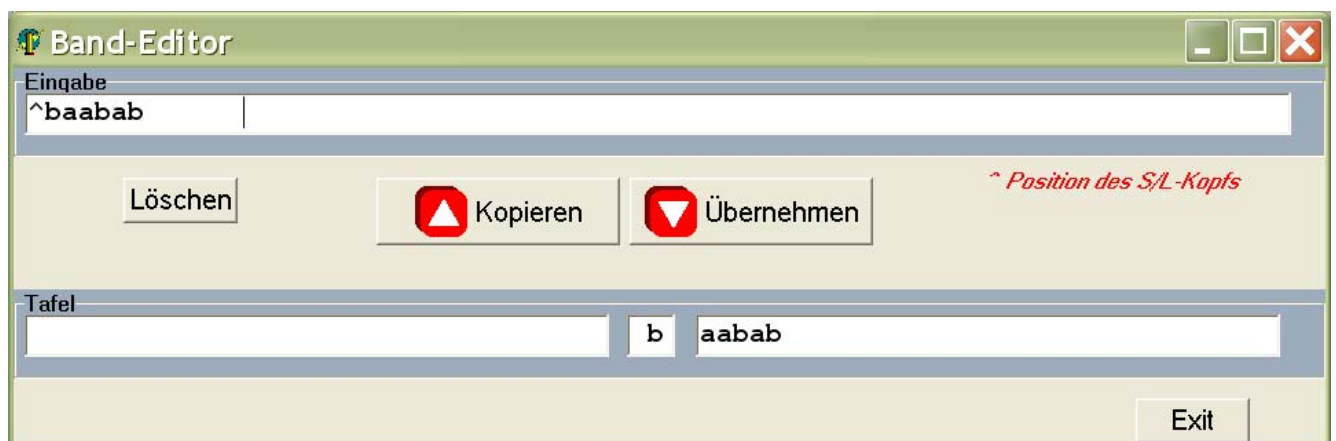 Band-Editor
Eingabe
^baabab
Löschen
Kopieren
Übernehmen
^ Position des S/L-Kopfs
Tafel
b
aabab
Exit